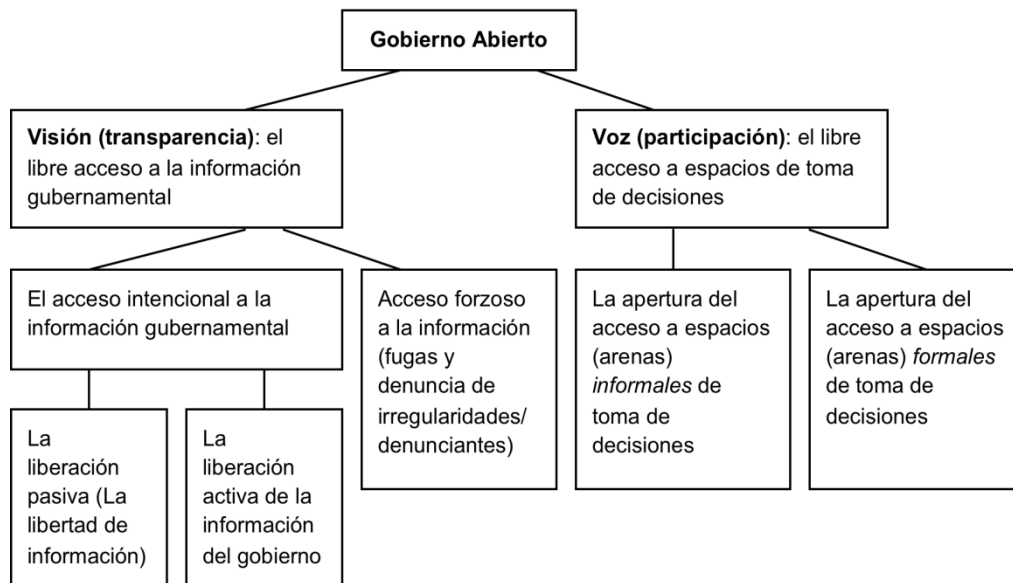 Gobierno Abierto
Visión (transparencia): el
libre acceso a la información
gubernamental
Voz (participación): el libre
acceso a espacios de toma
de decisiones
El acceso intencional a la
información gubernamental
Acceso forzoso
a la información
(fugas y
denuncia de
irregularidades/
denunciantes)
La apertura del
acceso a espacios
(arenas)
informales de
toma de
decisiones
La apertura del
acceso a espacios
(arenas) formales
de toma de
decisiones
La
liberación
pasiva (La
libertad de
información)
La
liberación
activa de la
información
del gobierno